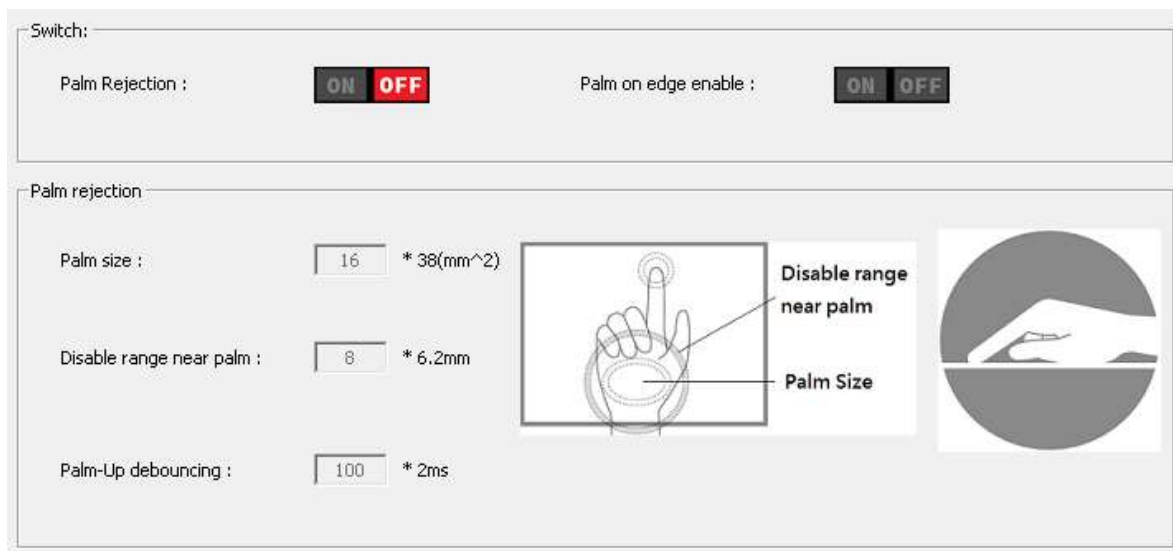 Switch:
Palm Rejection : ON OFF Palm on edge enable : ON OFF
Palm rejection
Palm size : 16 * 38(mm^2)
Disable range
near palm
Disable range near palm : 8 * 6.2mm
Palm Size
Palm-Up debouncing : 100 * 2ms